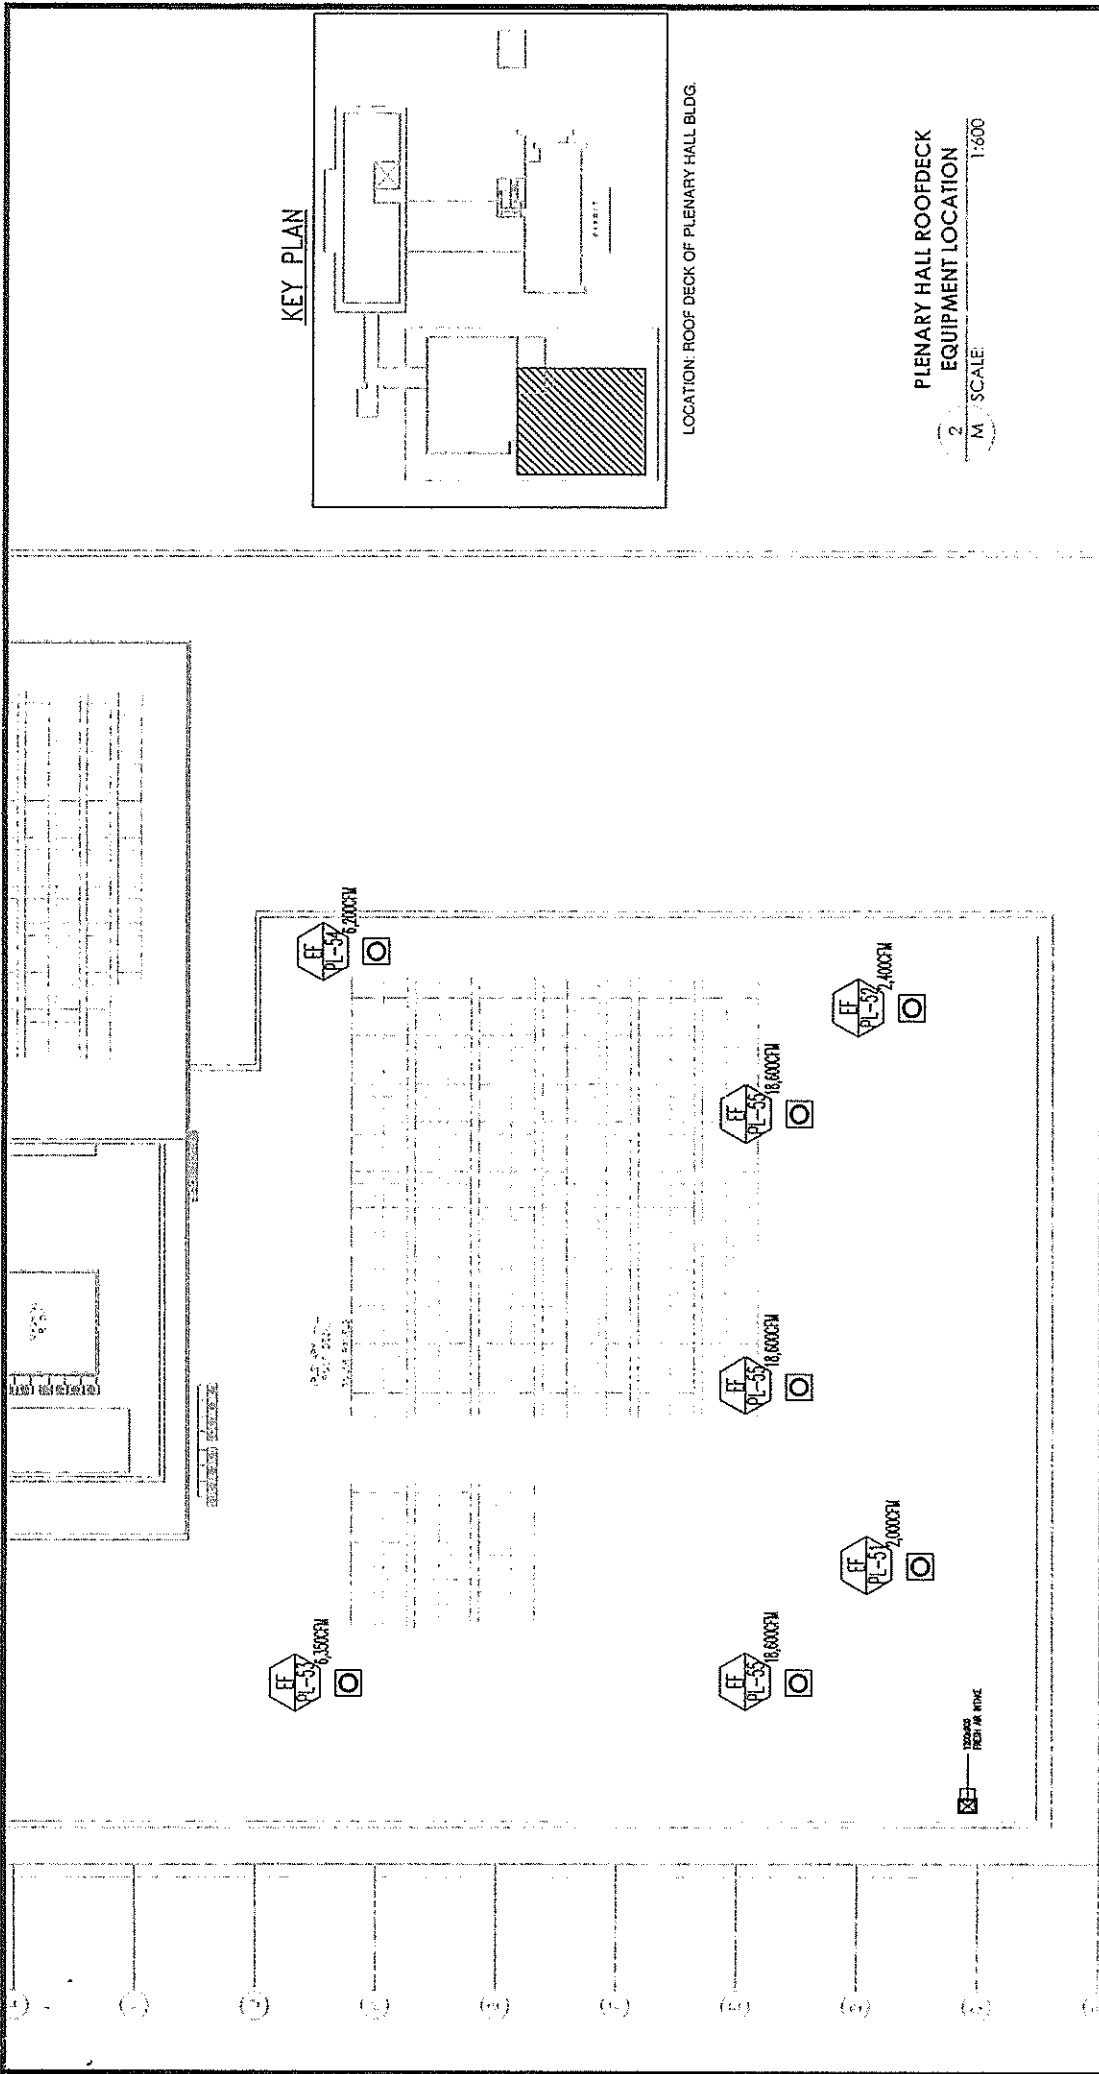 KEY PLAN
LOCATION: ROOF DECK OF PLENARY HALL BLDG.
PLENARY HALL ROOFDECK
EQUIPMENT LOCATION
2
M
SCALE:
1:600
EF
PL-54
6,200CFM
EF
PL-52
2,400CFM
EF
PL-55
18,600CFM
EF
PL-55
18,600CFM
EF
PL-51
2,000CFM
EF
PL-53
6,350CFM
EF
PL-55
18,600CFM
FRESH AIR INTAKE